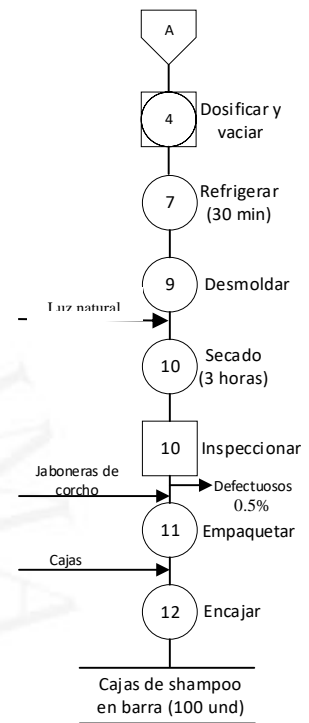 A
4
Dosificar y
vaciar
7
Refrigerar
(30 min)
9
Desmoldar
Luz natural
10
Secado
(3 horas)
10
Inspeccionar
Jaboneras de
corcho
Defectuosos
0.5%
11
Empaquetar
Cajas
12
Encajar
Cajas de shampoo
en barra (100 und)